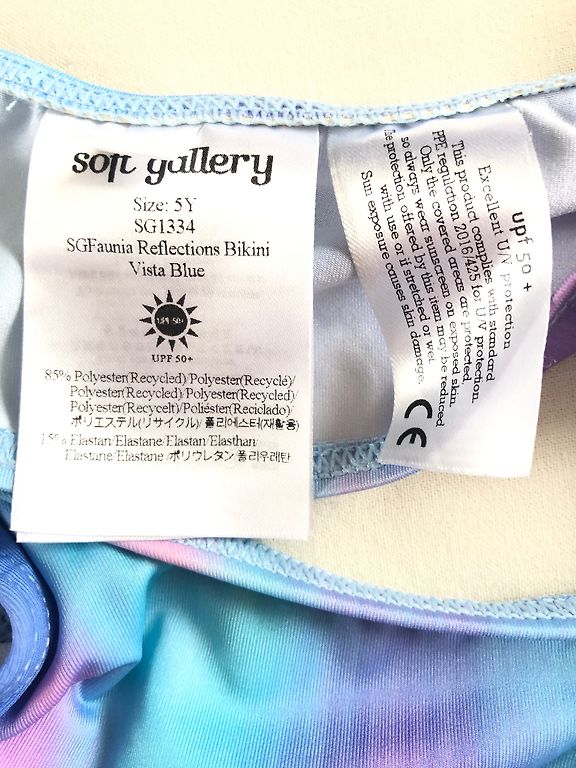 soft gallery
Size: 5Y
SG1334
SGFaunia Reflections Bikini
Vista Blue
UPF 50+
UPF 50+
85% Polyester(Recycled)/Polyester(Recyclé)/
Polyester(Recycled)/Polyester(Recycled)/
Polyester(Recycelt)/Poliéster(Reciclado)/
ポリエステル(リサイクル)/ 폴리에스터(재활용)
15% Elastan/Elastane/Elastan/Elasthan/
Elastane/Elastane/ポリウレタン/폴리우레탄
upf 50 +
Excellent UV protection
This product complies with standard
PPE regulation 2016/425 for UV protection.
Only the covered areas are protected,
so always wear sunscreen on exposed skin.
The protection offered by this item may be reduced
with use or if stretched or wet.
Sun exposure causes skin damage.
CE